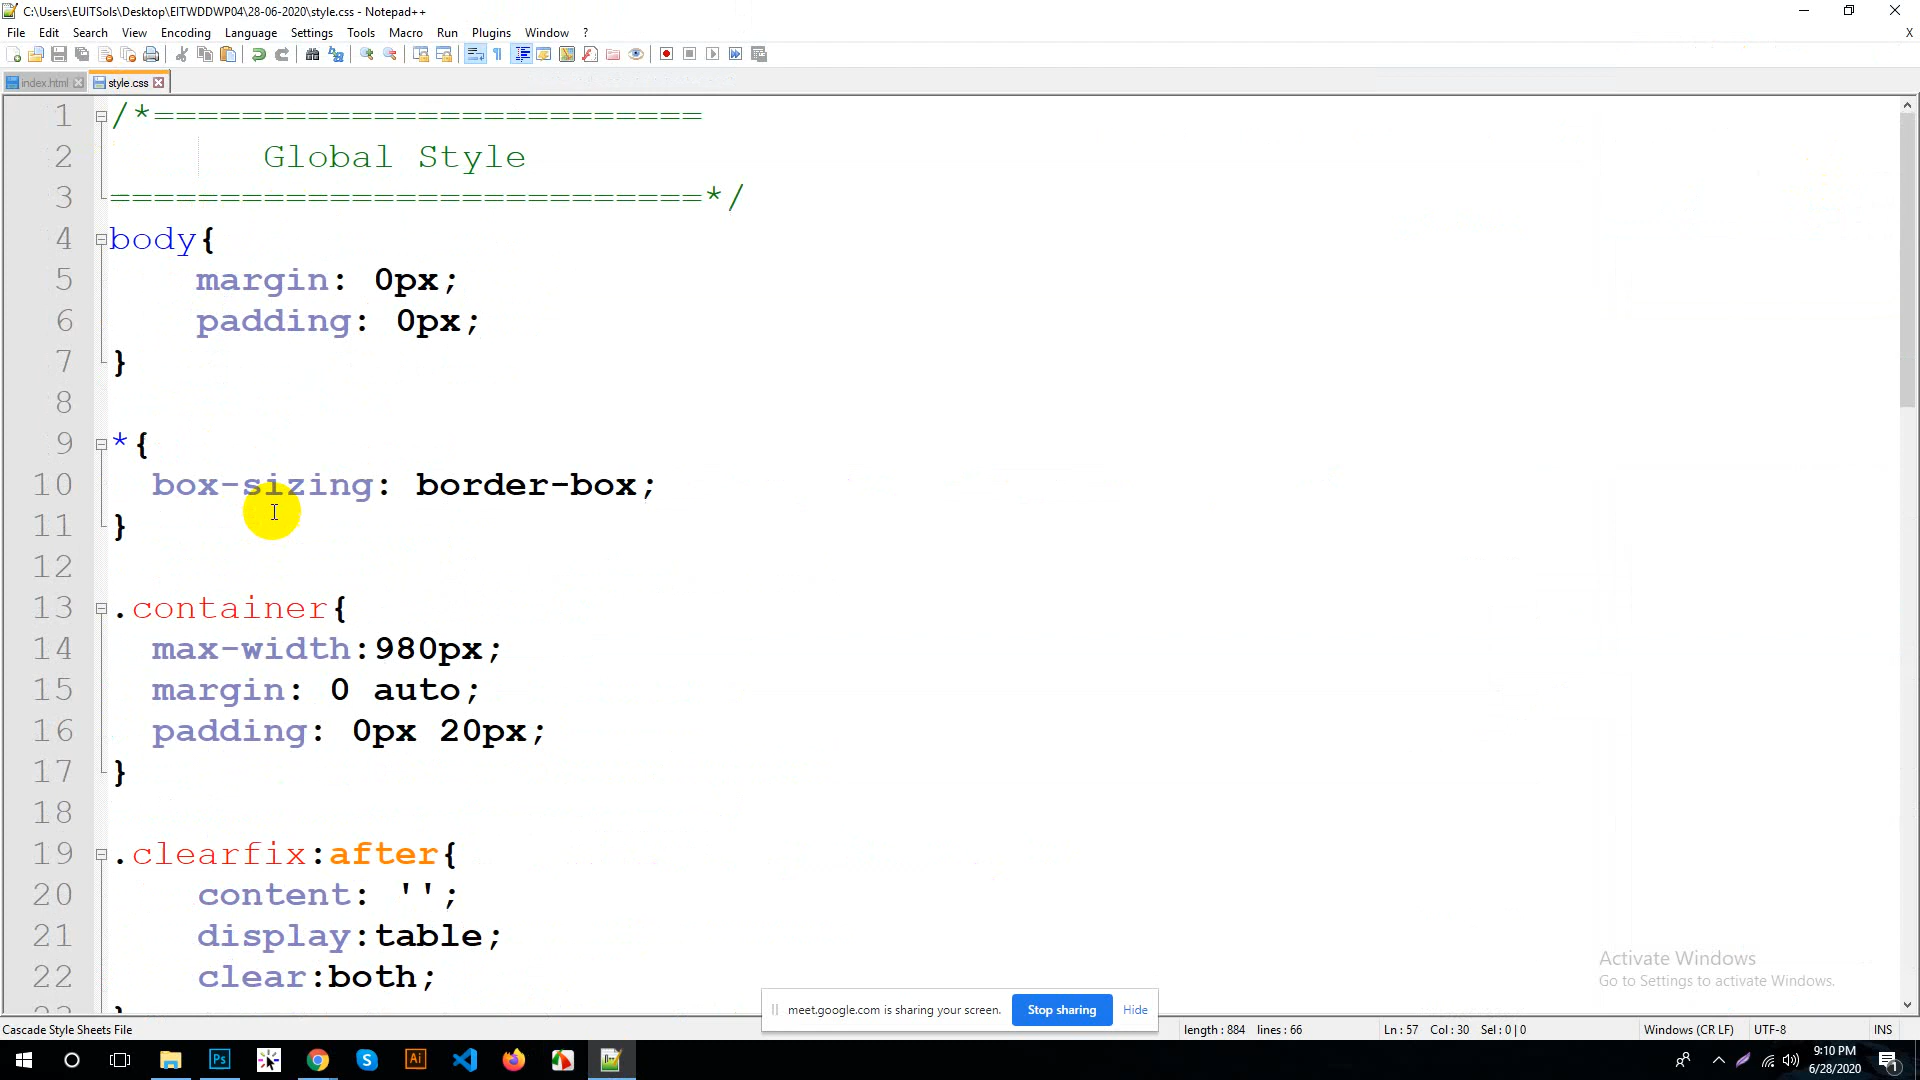 C:\Users\EUITSols\Desktop\EITWDDWP04\28-06-2020\style.css - Notepad++
File Edit Search View Encoding Language Settings Tools Macro Run Plugins Window ?
X
index.html style.css
1 /*=========================
2 Global Style
3 ===========================*/
4 body{
5 margin: 0px;
6 padding: 0px;
7 }
8
9 *{
10 box-sizing: border-box;
11 }
12
13 .container{
14 max-width:980px;
15 margin: 0 auto;
16 padding: 0px 20px;
17 }
18
19 .clearfix:after{
20 content: '';
21 display:table;
22 clear:both;
Activate Windows
Go to Settings to activate Windows.
meet.google.com is sharing your screen. Stop sharing Hide
Cascade Style Sheets File length : 884 lines : 66 Ln : 57 Col : 30 Sel : 0 | 0 Windows (CR LF) UTF-8 INS
Ps Ai 9:10 PM
6/28/2020 1